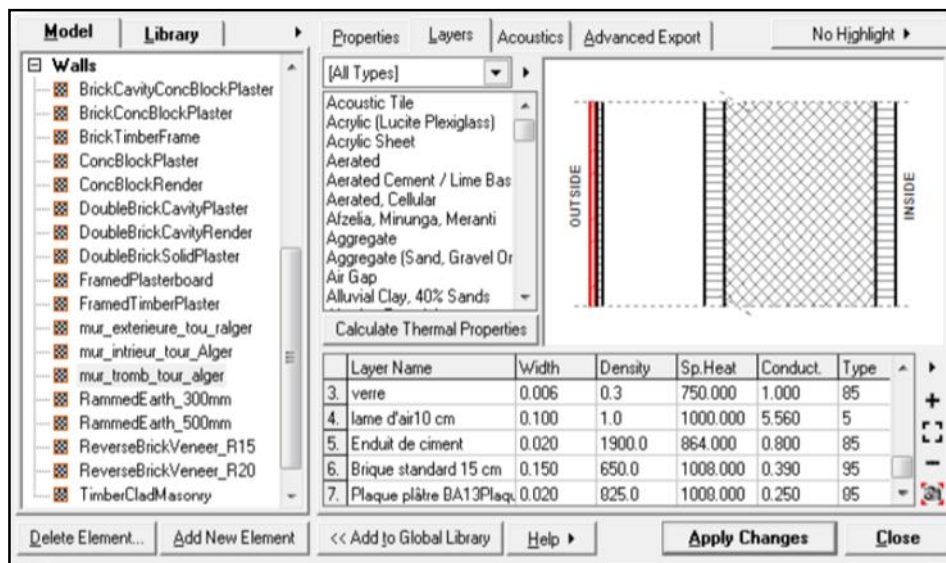 Model Library
Walls
BrickCavityConcBlockPlaster
BrickConcBlockPlaster
BrickTimberFrame
ConcBlockPlaster
ConcBlockRender
DoubleBrickCavityPlaster
DoubleBrickCavityRender
DoubleBrickSolidPlaster
FramedPlasterboard
FramedTimberPlaster
mur_exterieure_tou_ralger
mur_intrieur_tour_Alger
mur_tromb_tour_alger
RammedEarth_300mm
RammedEarth_500mm
ReverseBrickVeneer_R15
ReverseBrickVeneer_R20
TimberCladMasonry
Delete Element... Add New Element
Properties Layers Acoustics Advanced Export No Highlight
[All Types]
Acoustic Tile
Acrylic (Lucite Plexiglass)
Acrylic Sheet
Aerated
Aerated Cement / Lime Bas
Aerated, Cellular
Afzelia, Minunga, Meranti
Aggregate
Aggregate (Sand, Gravel Or
Air Gap
Alluvial Clay, 40% Sands
Calculate Thermal Properties
OUTSIDE
INSIDE
Layer Name Width Density Sp.Heat Conduct. Type
3. verre 0.006 0.3 750.000 1.000 85
4. lame d'air10 cm 0.100 1.0 1000.000 5.560 5
5. Enduit de ciment 0.020 1900.0 864.000 0.800 85
6. Brique standard 15 cm 0.150 650.0 1008.000 0.390 95
7. Plaque plâtre BA13Plaqu 0.020 825.0 1008.000 0.250 85
<< Add to Global Library Help Apply Changes Close